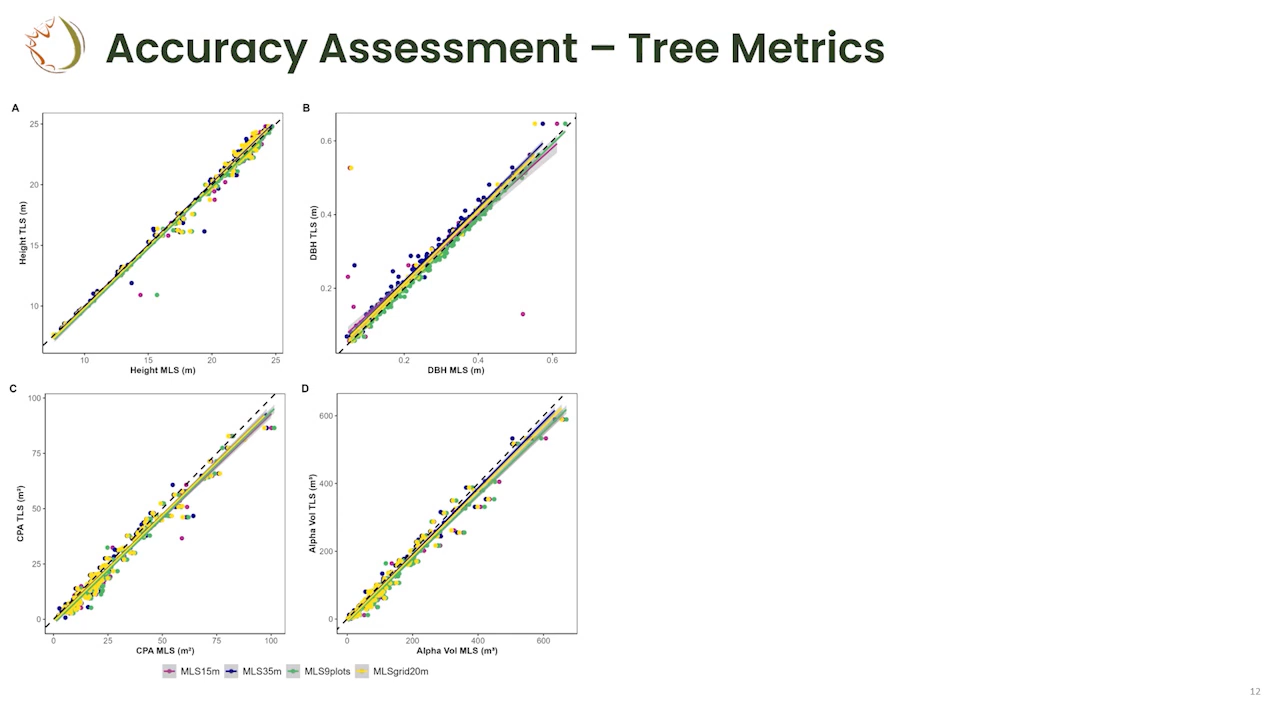 Accuracy Assessment – Tree Metrics
A
25
20
15
10
Height TLS (m)
10 15 20 25
Height MLS (m)
B
0.6
0.4
0.2
DBH TLS (m)
0.2 0.4 0.6
DBH MLS (m)
C
100
75
50
25
0
CPA TLS (m²)
0 25 50 75 100
CPA MLS (m²)
D
600
400
200
0
Alpha Vol TLS (m³)
0 200 400 600
Alpha Vol MLS (m³)
MLS15m MLS35m MLS9plots MLSgrid20m
12